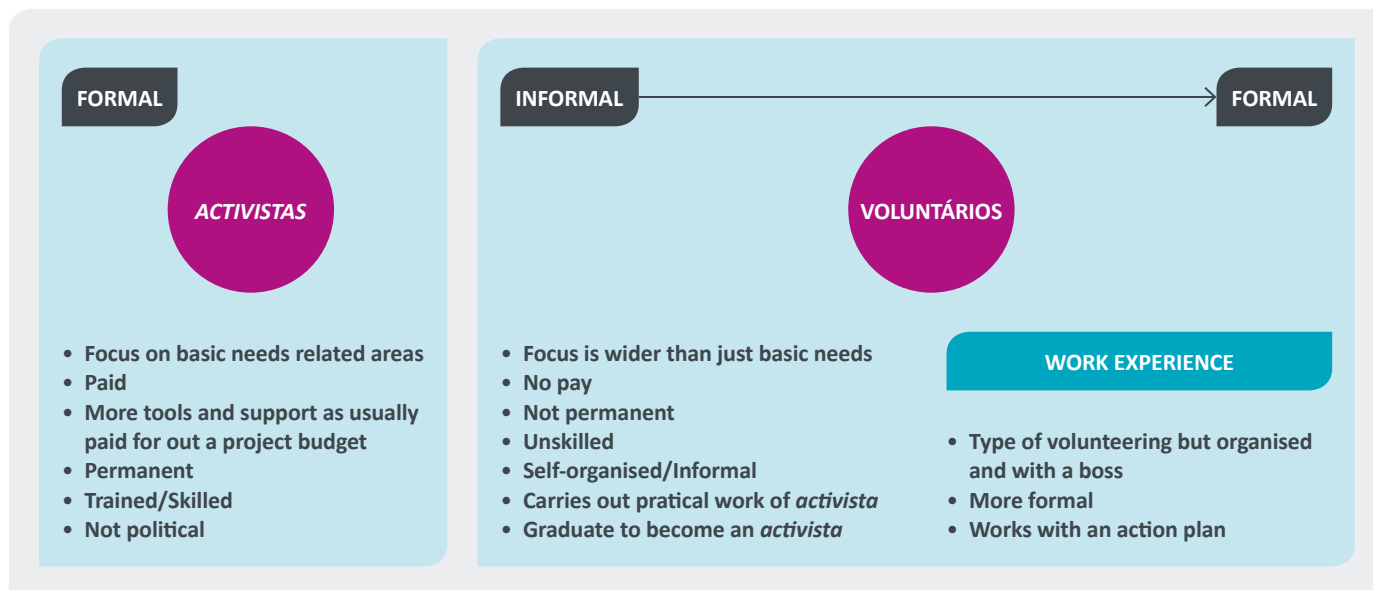 FORMAL
ACTIVISTAS
• Focus on basic needs related areas
• Paid
• More tools and support as usually
paid for out a project budget
• Permanent
• Trained/Skilled
• Not political
INFORMAL
FORMAL
VOLUNTÁRIOS
• Focus is wider than just basic needs
• No pay
• Not permanent
• Unskilled
• Self-organised/Informal
• Carries out pratical work of activista
• Graduate to become an activista
WORK EXPERIENCE
• Type of volunteering but organised
and with a boss
• More formal
• Works with an action plan